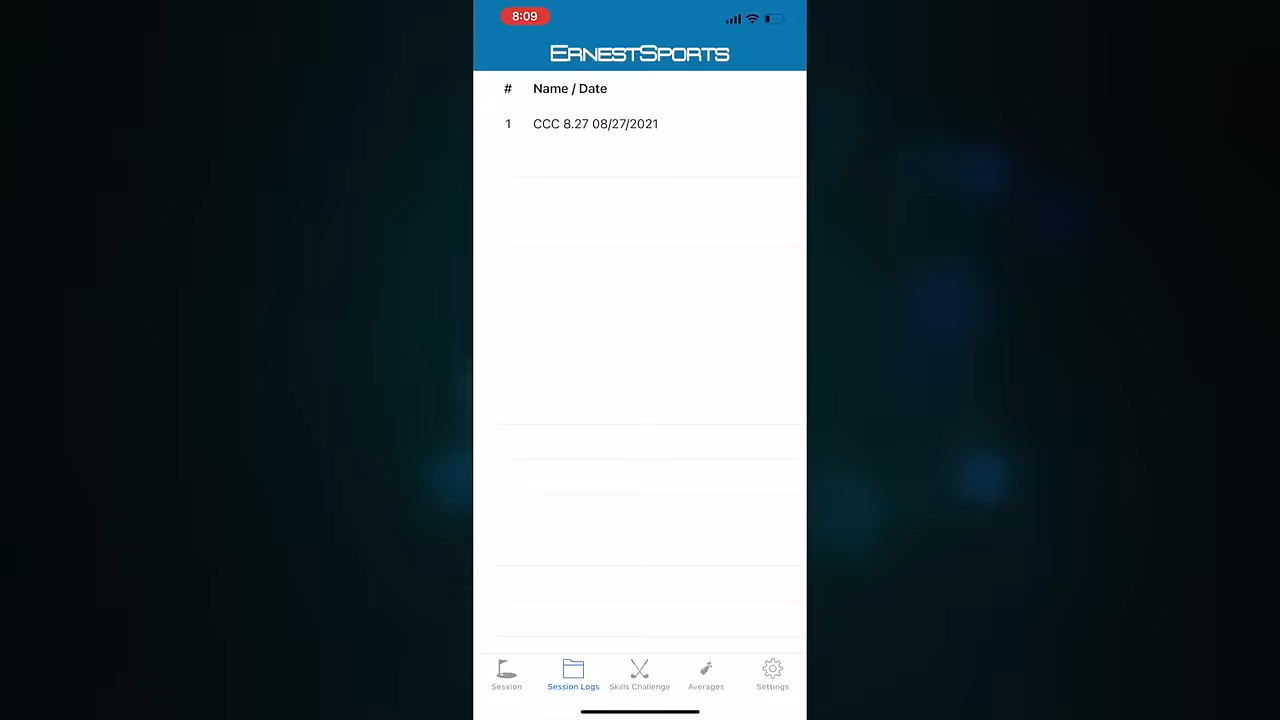 8:09
ERNESTSPORTS
# Name / Date
1 CCC 8.27 08/27/2021
Session Session Logs Skills Challenge Averages Settings